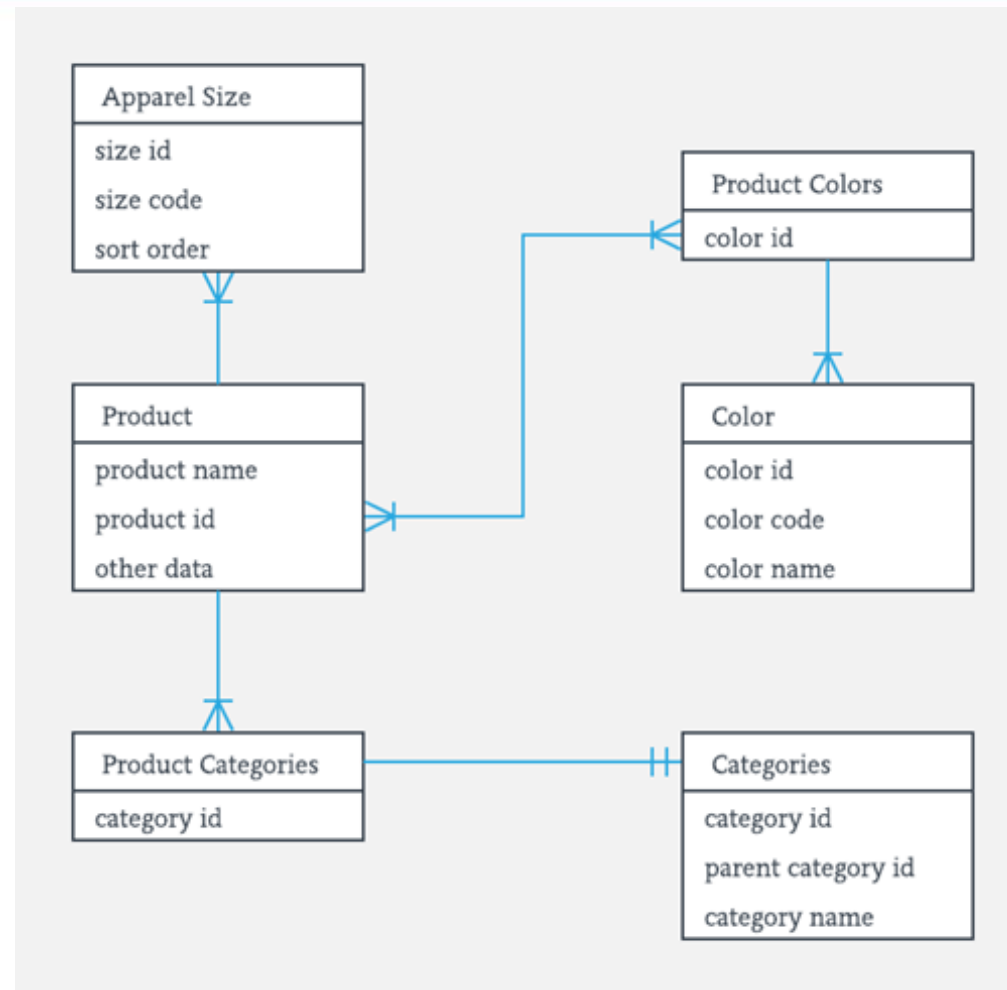 Apparel Size
size id
size code
sort order
Product Colors
color id
Product
product name
product id
other data
Color
color id
color code
color name
Product Categories
category id
Categories
category id
parent category id
category name